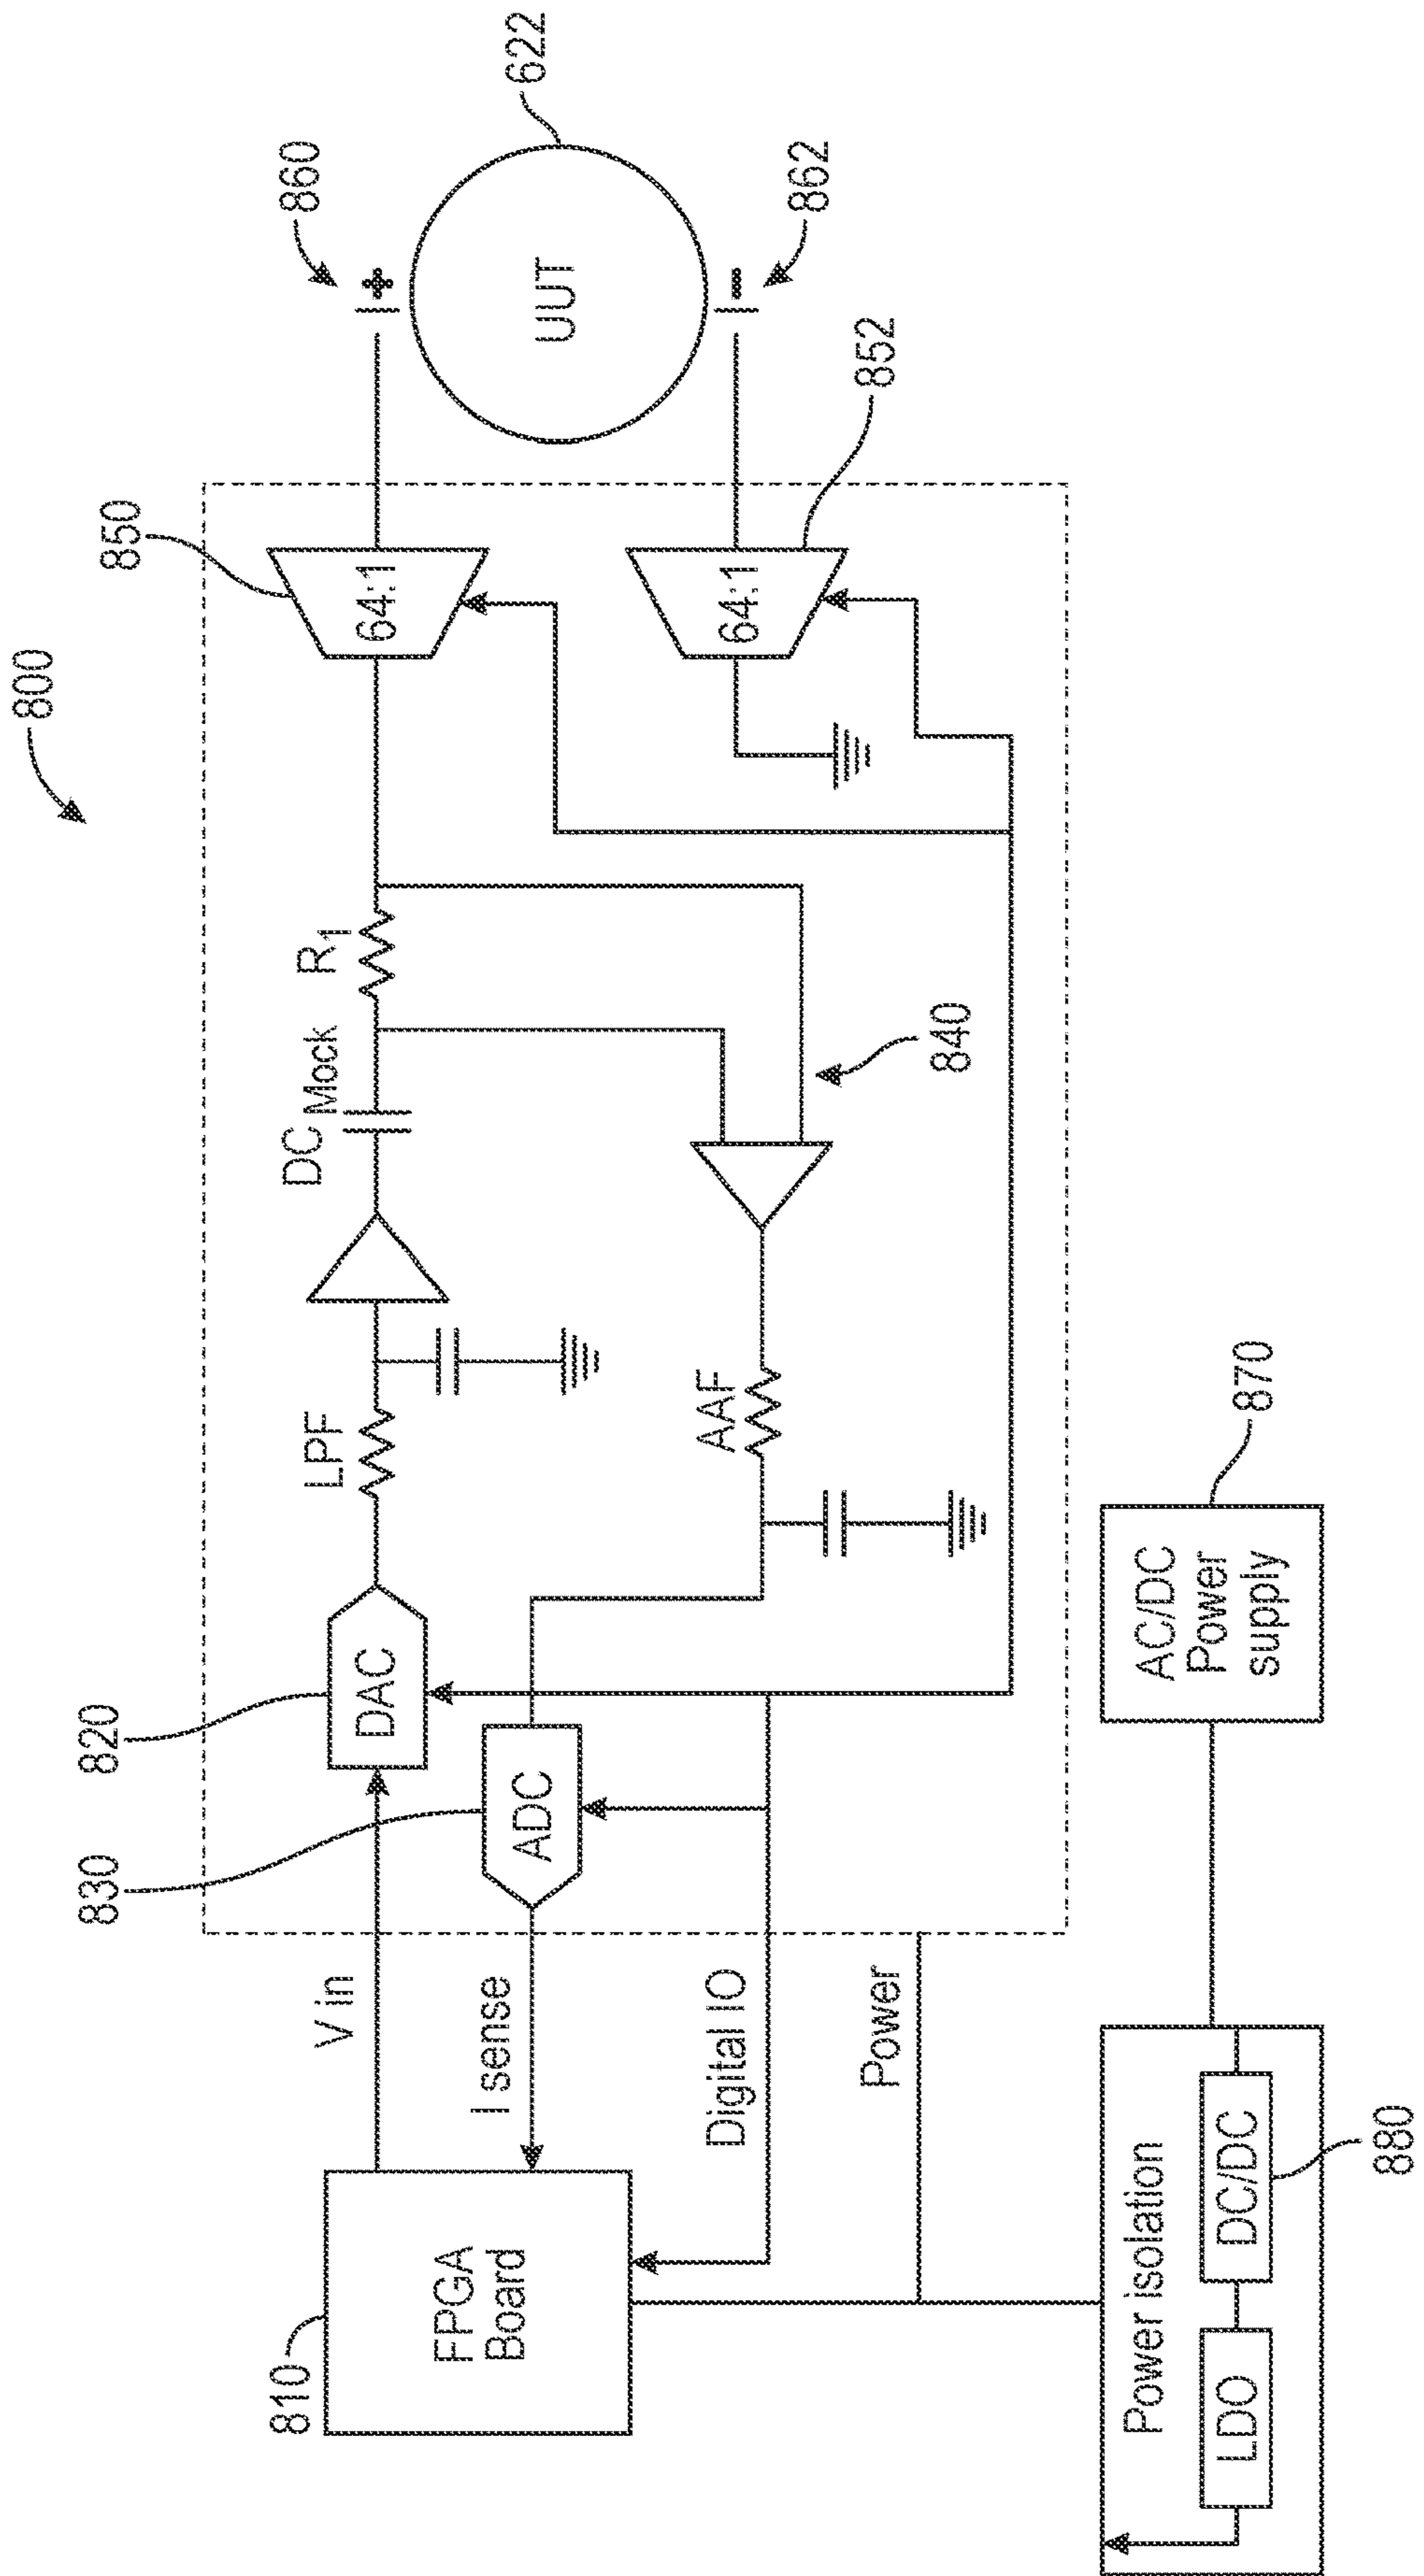 800
850
860
622
UUT
I+
I–
862
852
64:1
64:1
820
830
DAC
ADC
LPF
DC Mock
R1
AAF
840
V in
I sense
Digital IO
Power
810
FPGA
Board
Power isolation
LDO
DC/DC
880
AC/DC
Power
supply
870